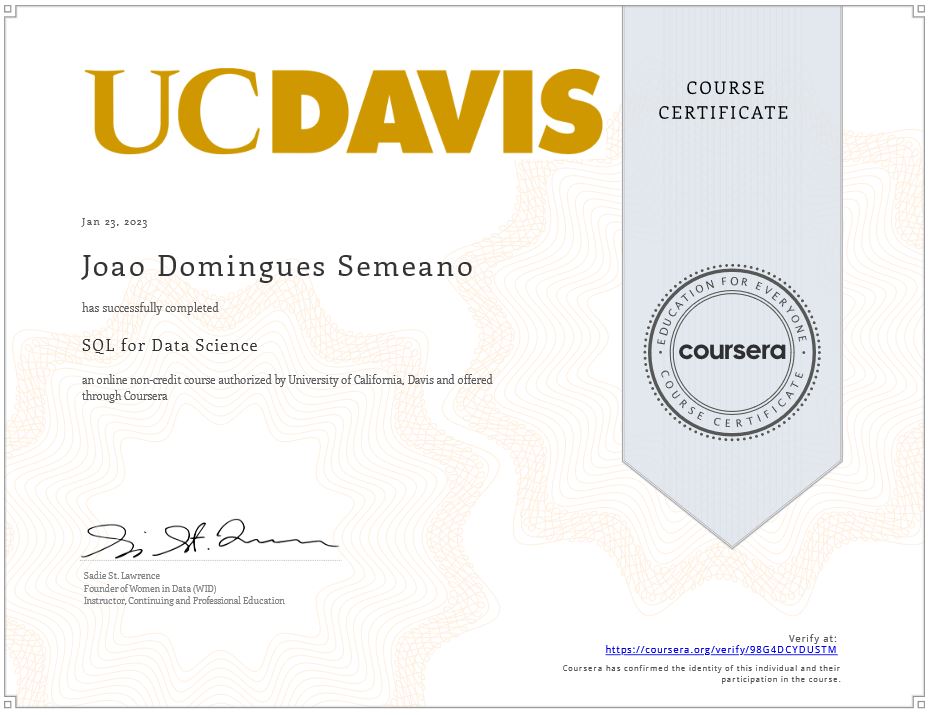 UCDAVIS
COURSE
CERTIFICATE
Jan 23, 2023
Joao Domingues Semeano
has successfully completed
SQL for Data Science
an online non-credit course authorized by University of California, Davis and offered
through Coursera
EDUCATION FOR EVERYONE
coursera
COURSE CERTIFICATE
Sadie St. Lawrence
Founder of Women in Data (WID)
Instructor, Continuing and Professional Education
Verify at:
https://coursera.org/verify/98G4DCYDUSTM
Coursera has confirmed the identity of this individual and their
participation in the course.